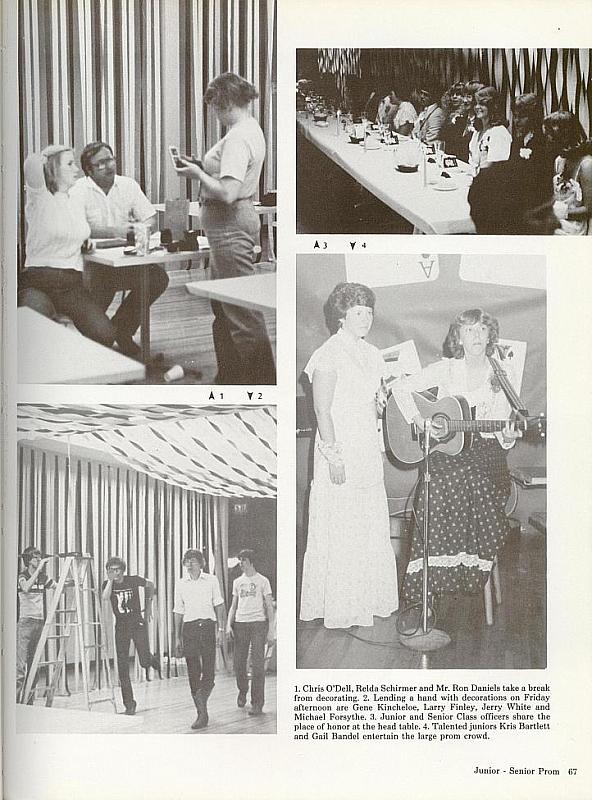 3 4
1 2
A
1. Chris O'Dell, Relda Schirmer and Mr. Ron Daniels take a break
from decorating. 2. Lending a hand with decorations on Friday
afternoon are Gene Kincheloe, Larry Finley, Jerry White and
Michael Forsythe. 3. Junior and Senior Class officers share the
place of honor at the head table. 4. Talented juniors Kris Bartlett
and Gail Bandel entertain the large prom crowd.
Junior - Senior Prom 67